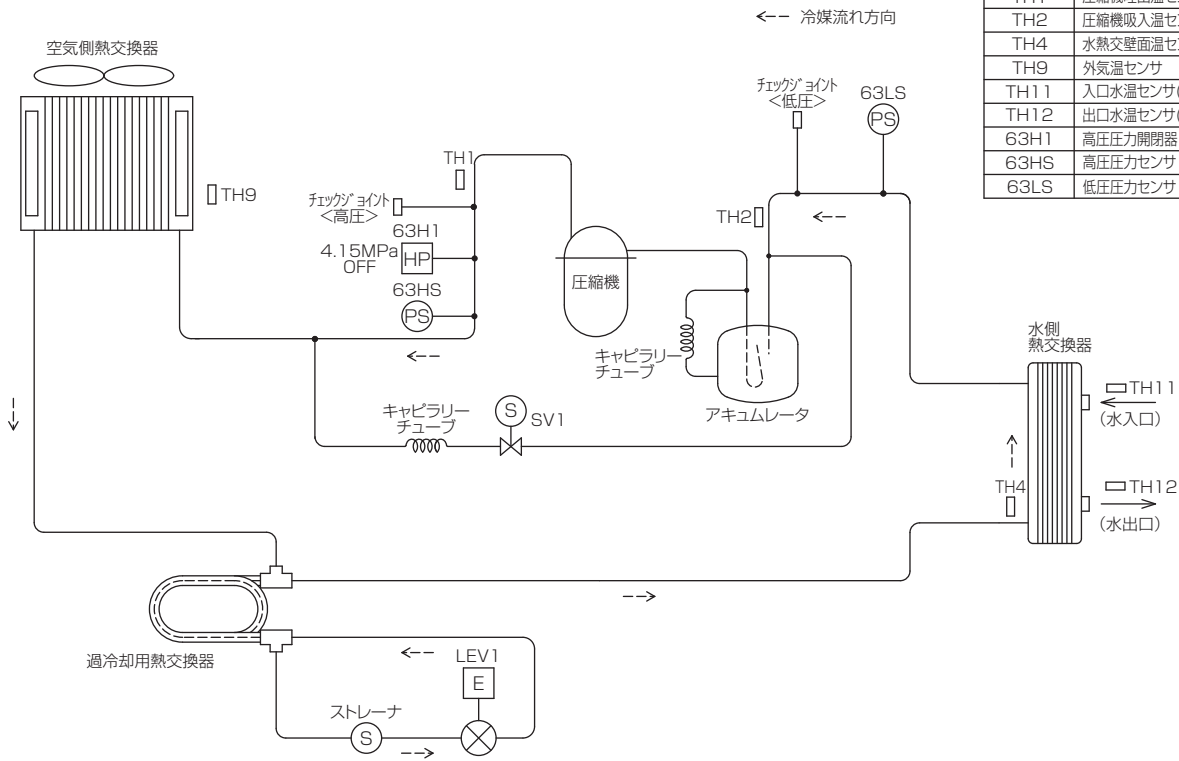 ←-- 冷媒流れ方向
TH2 圧縮機吸入温セ
TH4 水熱交壁面温セ
TH9 外気温センサ
TH11 入口水温センサ(
TH12 出口水温センサ(
63H1 高圧圧力開閉器
63HS 高圧圧力センサ
63LS 低圧圧力センサ
空気側熱交換器
TH9
TH1
チェックジョイント
<高圧>
63H1
4.15MPa
OFF
HP
63HS
PS
圧縮機
チェックジョイント
<低圧>
63LS
PS
TH2
キャピラリー
チューブ
アキュムレータ
キャピラリー
チューブ
S
SV1
水側
熱交換器
TH11
(水入口)
TH4
TH12
(水出口)
過冷却用熱交換器
ストレーナ
S
LEV1
E